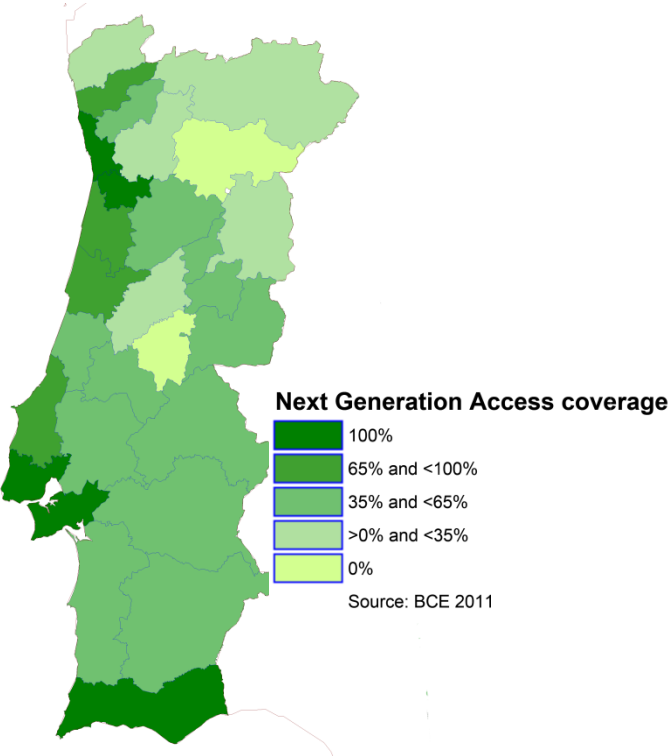 Next Generation Access coverage
100%
65% and <100%
35% and <65%
>0% and <35%
0%
Source: BCE 2011